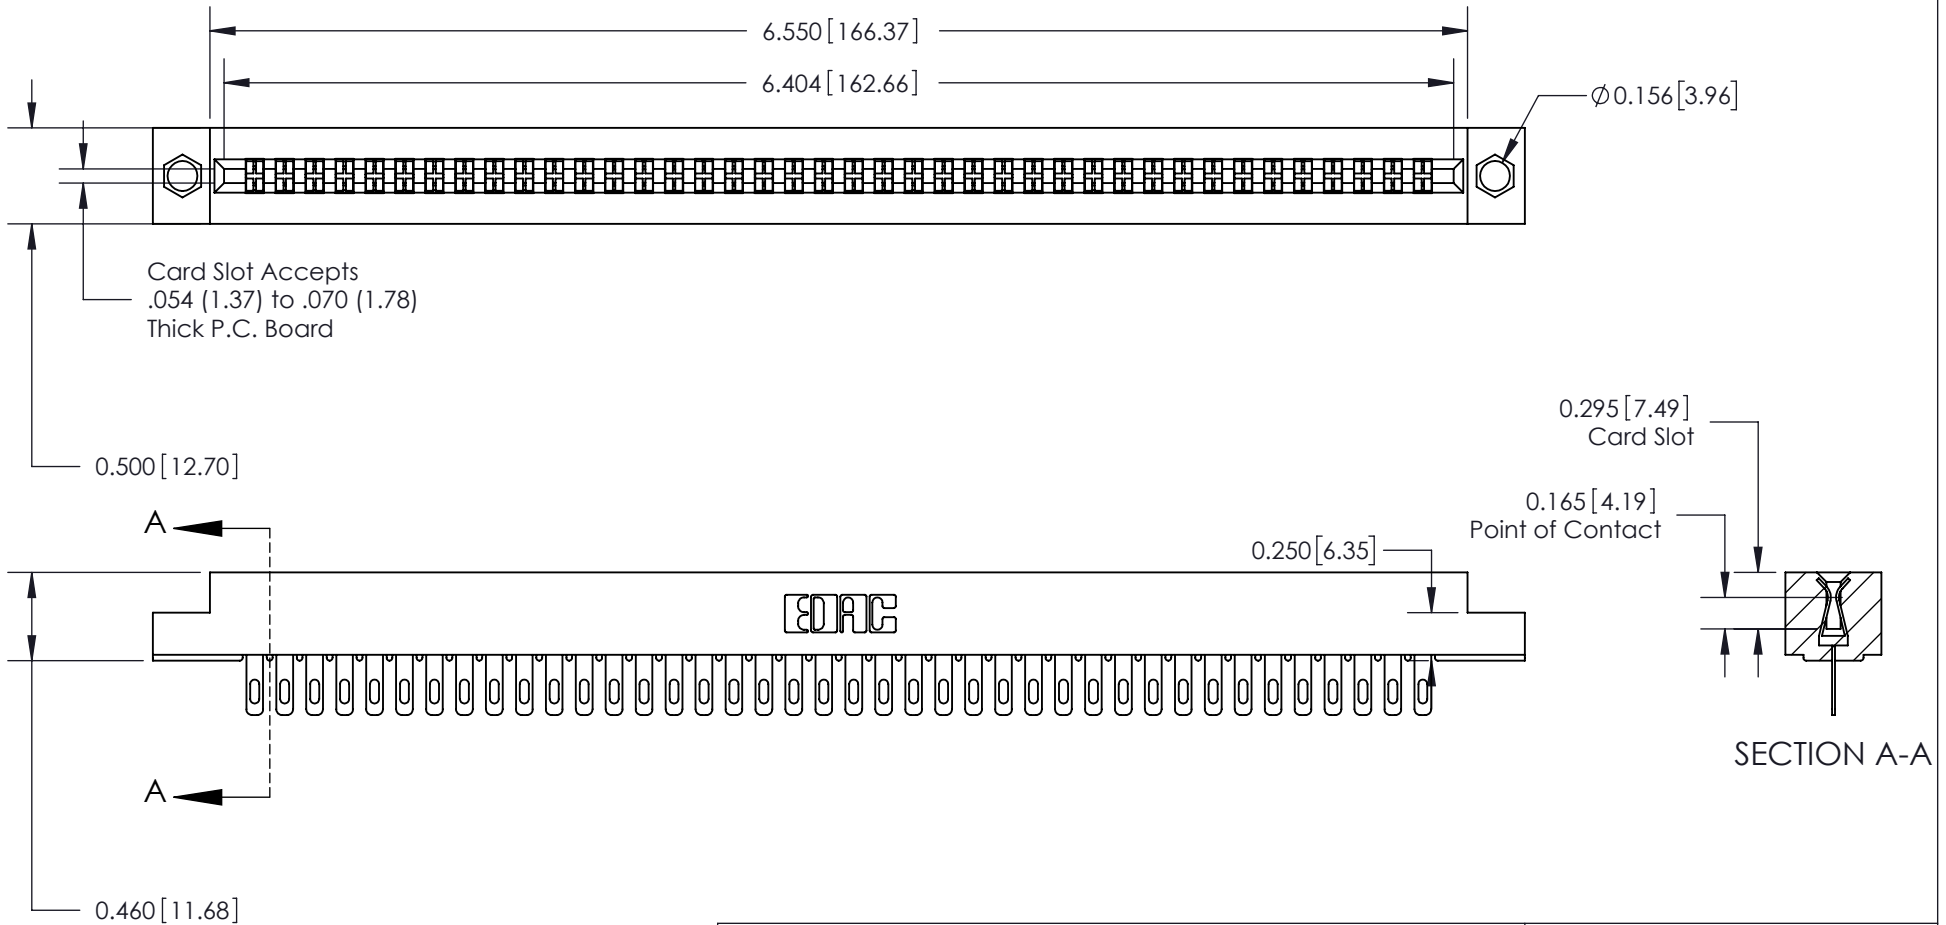 6.550 [166.37]
6.404 [162.66]
Ø0.156 [3.96]
Card Slot Accepts
.054 (1.37) to .070 (1.78)
Thick P.C. Board
0.295 [7.49]
Card Slot
0.500 [12.70]
0.165 [4.19]
Point of Contact
A
0.250 [6.35]
EDAC
SECTION A-A
A
0.460 [11.68]